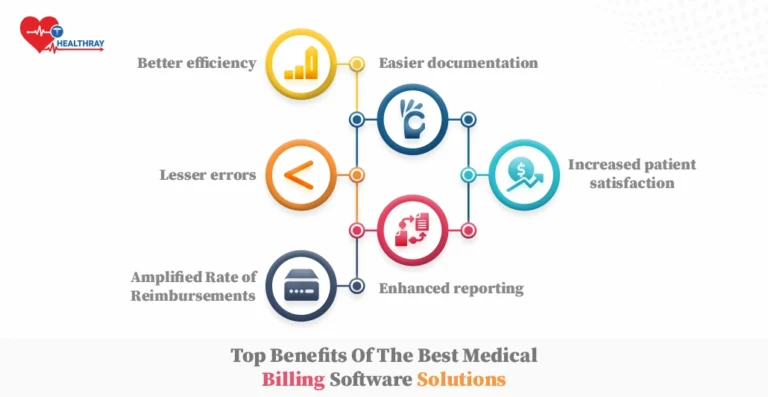 HEALTHRAY
Better efficiency
Easier documentation
Lesser errors
Increased patient
satisfaction
Amplified Rate of
Reimbursements
Enhanced reporting
$
T
Top Benefits Of The Best Medical
Billing Software Solutions